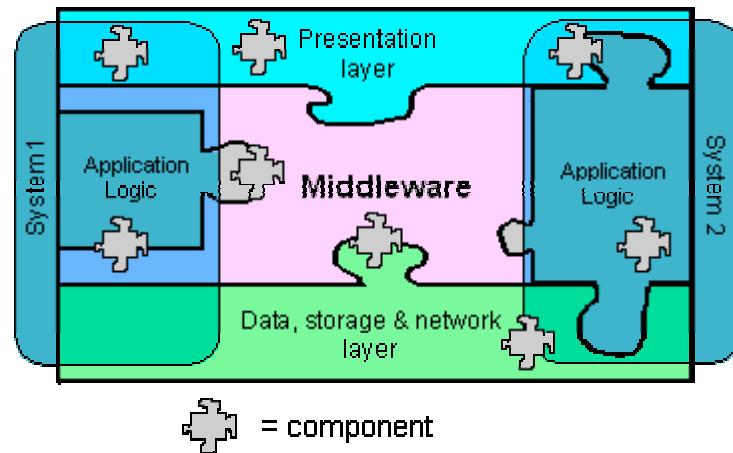 Presentation
layer
System1
Application
Logic
Middleware
Application
Logic
System 2
Data, storage & network
layer
= component